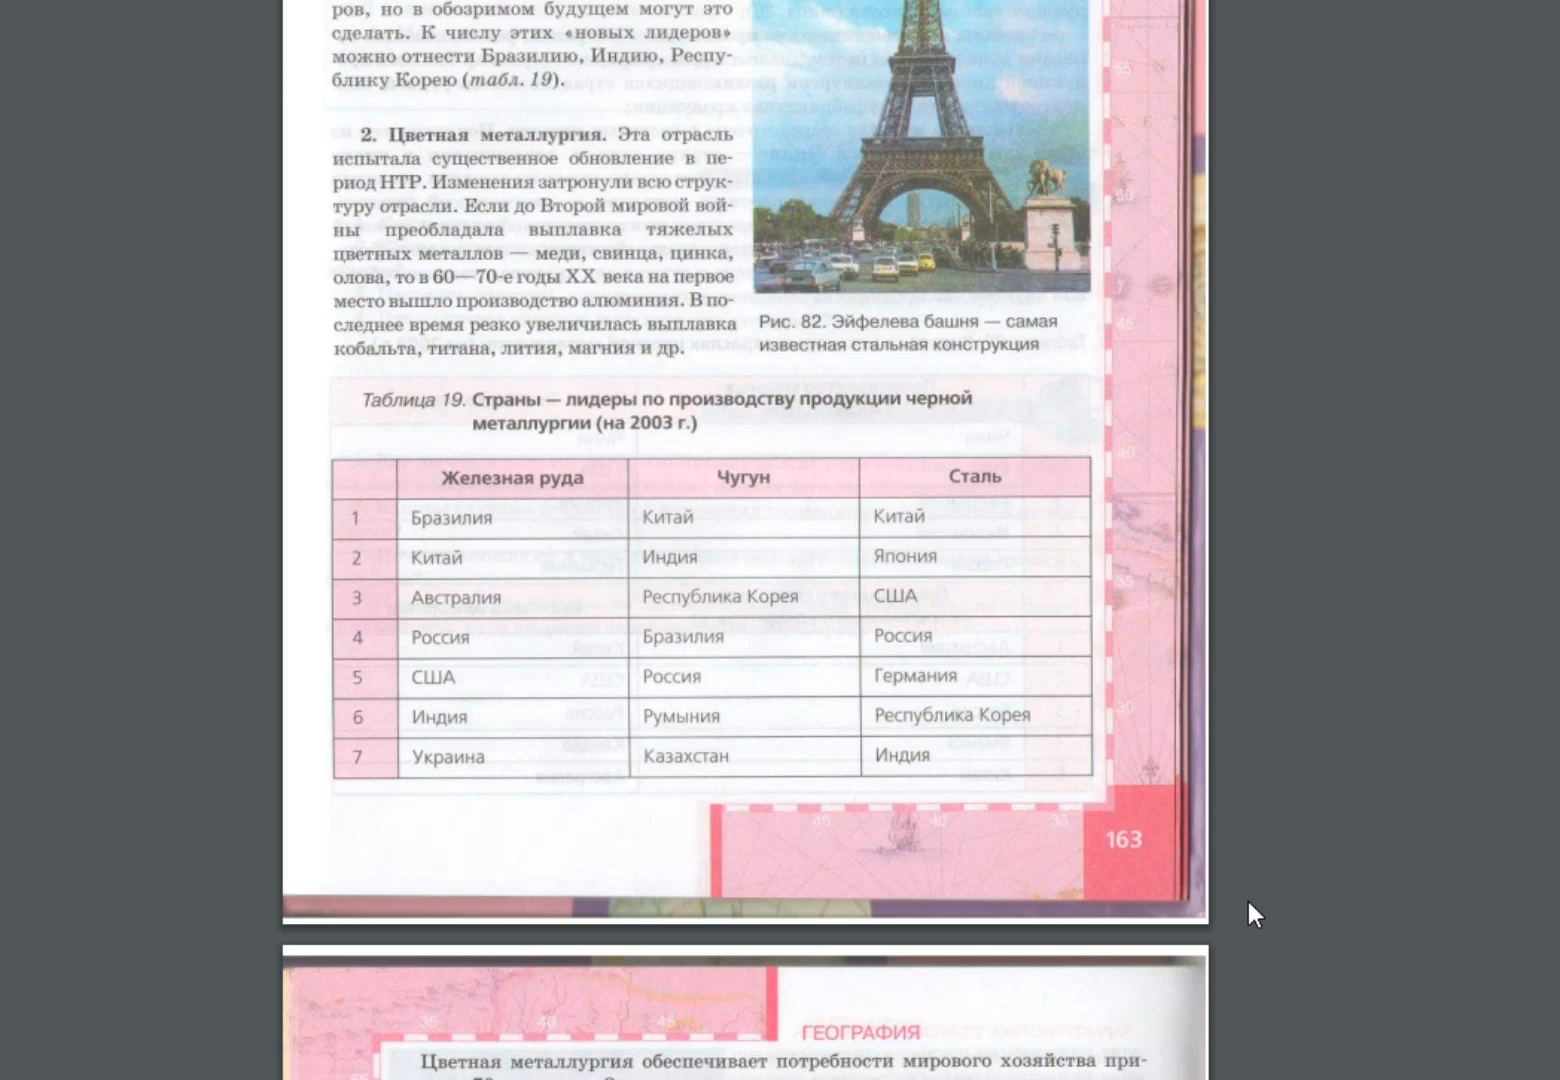 ров, но в обозримом будущем могут это
сделать. К числу этих «новых лидеров»
можно отнести Бразилию, Индию, Респу-
блику Корею (табл. 19).
2. Цветная металлургия. Эта отрасль
испытала существенное обновление в пе-
риод НТР. Изменения затронули всю струк-
туру отрасли. Если до Второй мировой вой-
ны преобладала выплавка тяжелых
цветных металлов — меди, свинца, цинка,
олова, то в 60—70-е годы XX века на первое
место вышло производство алюминия. В по-
следнее время резко увеличилась выплавка
кобальта, титана, лития, магния и др.
Рис. 82. Эйфелева башня — самая
известная стальная конструкция
Таблица 19. Страны — лидеры по производству продукции черной
металлургии (на 2003 г.)
Железная руда Чугун Сталь
1 Бразилия Китай Китай
2 Китай Индия Япония
3 Австралия Республика Корея США
4 Россия Бразилия Россия
5 США Россия Германия
6 Индия Румыния Республика Корея
7 Украина Казахстан Индия
45 40 35
163
35 40 45
ГЕОГРАФИЯ
Цветная металлургия обеспечивает потребности мирового хозяйства при-